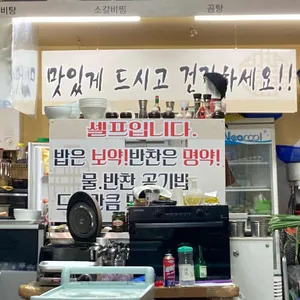 비탕 소갈비찜 곰탕
맛있게 드시고 건강하세요!!
셀프입니다.
밥은 보약!반찬은 명약!
물,반찬 공기밥
드